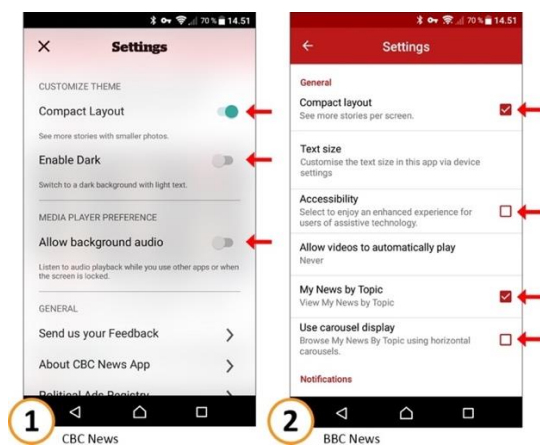 70 % 14.51
Settings
CUSTOMIZE THEME
Compact Layout
See more stories with smaller photos.
Enable Dark
Switch to a dark background with light text.
MEDIA PLAYER PREFERENCE
Allow background audio
Listen to audio playback while you use other apps or when
the screen is locked.
GENERAL
Send us your Feedback
About CBC News App
Political Ads Registry
1
CBC News
70 % 14.51
Settings
General
Compact layout
See more stories per screen.
Text size
Customise the text size in this app via device
settings
Accessibility
Select to enjoy an enhanced experience for
users of assistive technology.
Allow videos to automatically play
Never
My News by Topic
View My News by Topic
Use carousel display
Browse My News By Topic using horizontal
carousels.
Notifications
2
BBC News